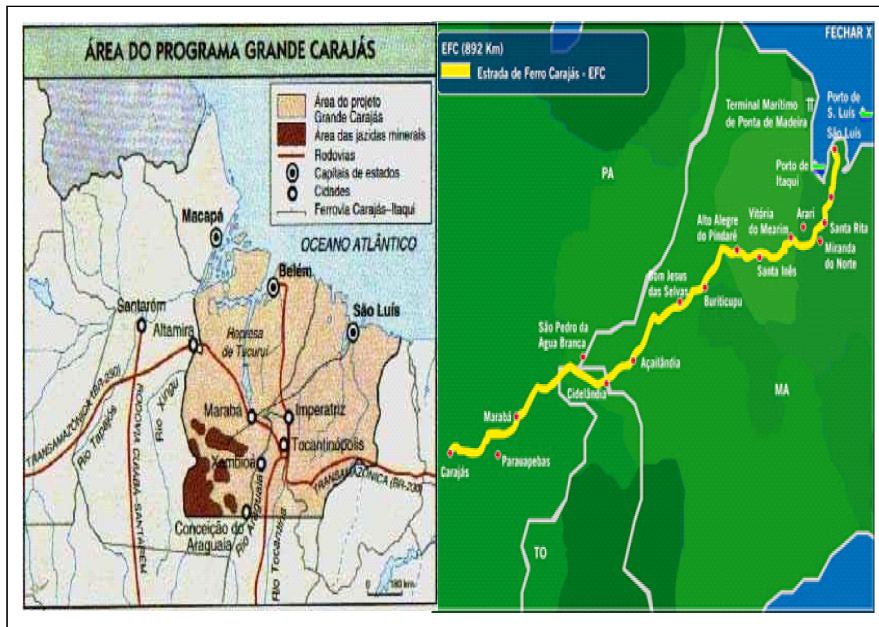 ÁREA DO PROGRAMA GRANDE CARAJÁS
Área do projeto
Grande Carajás
Área das jazidas minerais
Rodovias
Capitais de estados
Cidades
Ferrovia Carajás-Itaqui
Macapá
OCEANO ATLÂNTICO
Belém
Santarém
São Luís
Altamira
Represa
de Tucuruí
TRANSAMAZÔNICA (BR-230)
Rio Tapajós
RODOVIA CUIABÁ-SANTARÉM
Rio Xingu
Marabá
Imperatriz
Tocantinópolis
Xambioá
TRANSAMAZÔNICA (BR-230)
Conceição do
Araguaia
Rio Araguaia
Rio Tocantins
0 180 km
EFC (892 Km)
Estrada de Ferro Carajás - EFC
FECHAR X
Terminal Marítimo
de Ponta de Madeira
Porto de
S. Luís
São Luís
Porto de
Itaqui
PA
Alto Alegre
do Pindaré
Vitória
do Mearim
Arari
Santa Rita
Miranda
do Norte
Santa Inês
Bom Jesus
das Selvas
Buriticupu
São Pedro da
Agua Branca
Açailândia
Cidelândia
MA
Marabá
Carajás
Parauapebas
TO